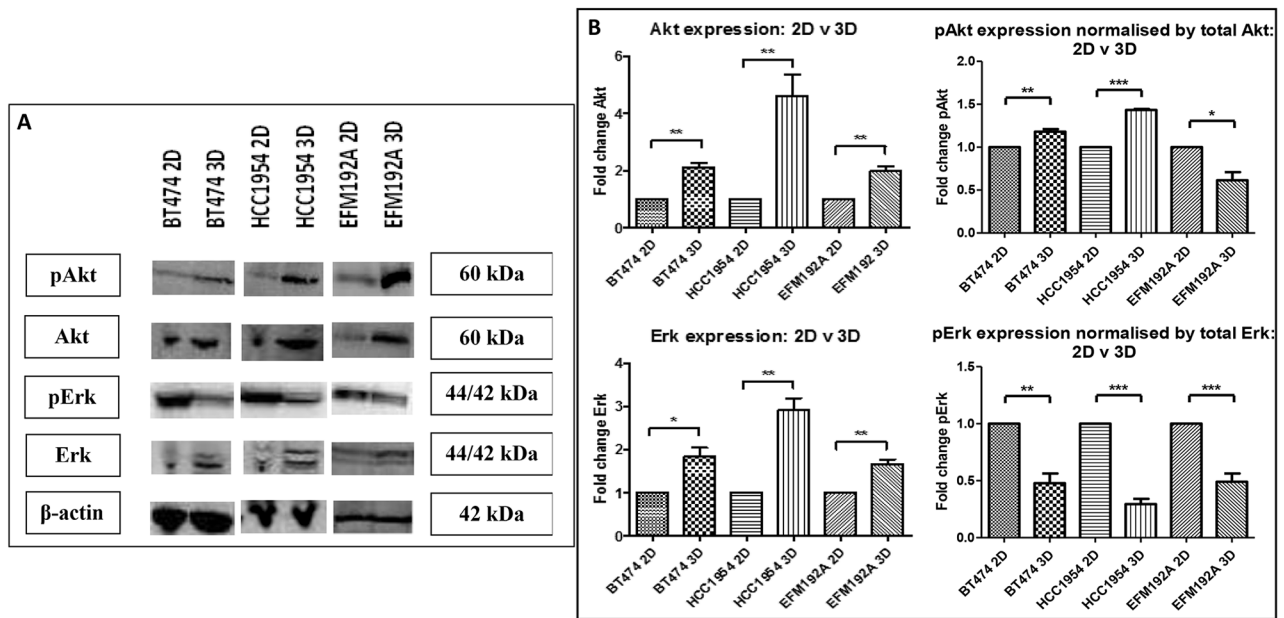 A
BT474 2D
BT474 3D
HCC1954 2D
HCC1954 3D
EFM192A 2D
EFM192A 3D
pAkt
60 kDa
Akt
60 kDa
pErk
44/42 kDa
Erk
44/42 kDa
β-actin
42 kDa
B
Akt expression: 2D v 3D
Fold change Akt
6
4
2
0
**
**
**
BT474 2D
BT474 3D
HCC1954 2D
HCC1954 3D
EFM192A 2D
EFM192 3D
pAkt expression normalised by total Akt:
2D v 3D
Fold change pAkt
2.0
1.5
1.0
0.5
0.0
**
***
*
BT474 2D
BT474 3D
HCC1954 2D
HCC1954 3D
EFM192A 2D
EFM192A 3D
Erk expression: 2D v 3D
Fold change Erk
4
3
2
1
0
*
**
**
BT474 2D
BT474 3D
HCC1954 2D
HCC1954 3D
EFM192A 2D
EFM192A 3D
pErk expression normalised by total Erk:
2D v 3D
Fold change pErk
1.5
1.0
0.5
0.0
**
***
***
BT474 2D
BT474 3D
HCC1954 2D
HCC1954 3D
EFM192A 2D
EFM192A 3D